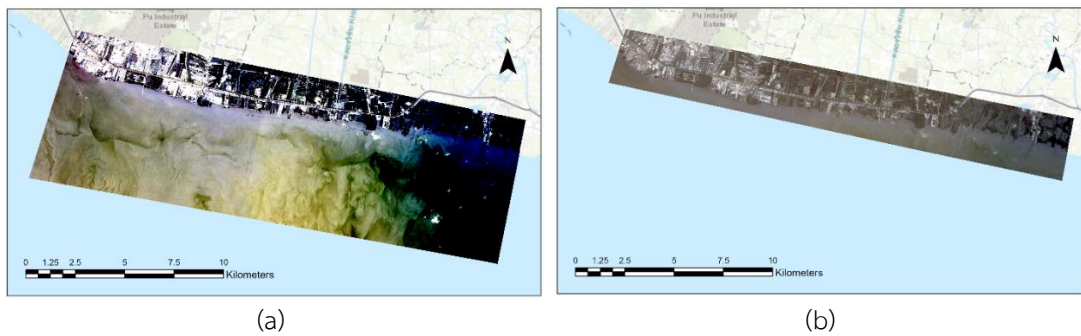 Pu Industrial
Estate
N
0 1.25 2.5 5 7.5 10
Kilometers
(a)
Pu Industrial
Estate
N
0 1.25 2.5 5 7.5 10
Kilometers
(b)